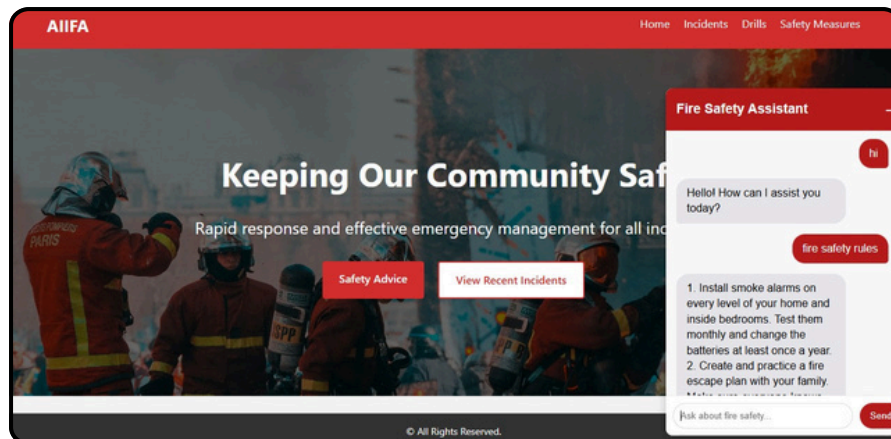 AIIFA
Home Incidents Drills Safety Measures
Keeping Our Community Saf
Rapid response and effective emergency management for all inc
Safety Advice
View Recent Incidents
PARIS
Fire Safety Assistant
hi
Hello! How can I assist you
today?
fire safety rules
1. Install smoke alarms on
every level of your home and
inside bedrooms. Test them
monthly and change the
batteries at least once a year.
2. Create and practice a fire
escape plan with your family.
Ask about fire safety...
Send
© All Rights Reserved.